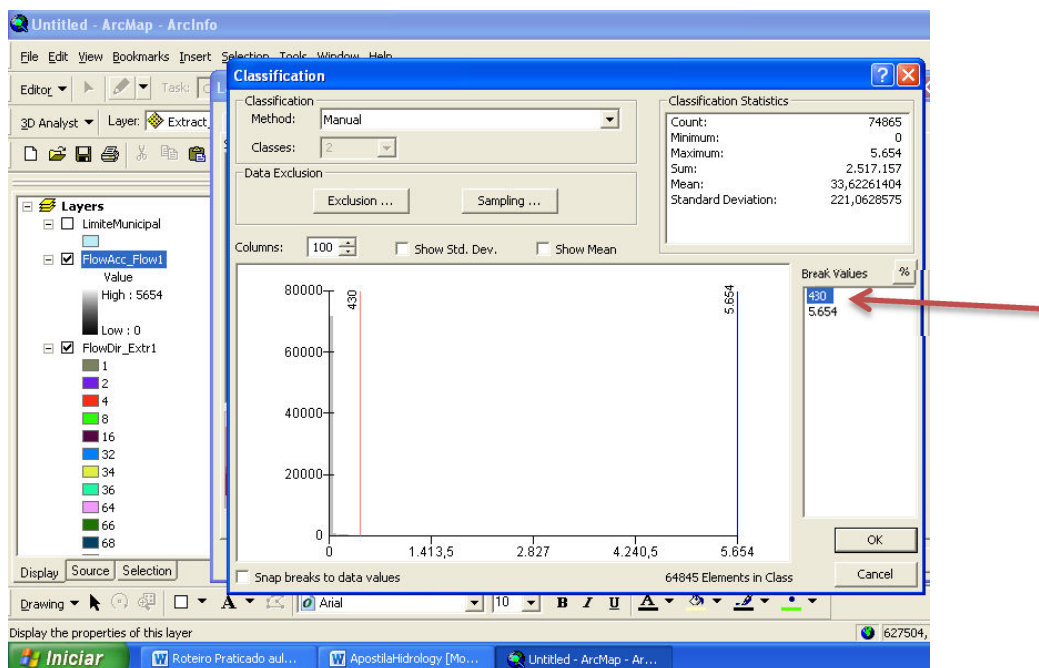 Untitled - ArcMap - ArcInfo
File Edit View Bookmarks Insert Selection Tools Window Help
Editor Task:
3D Analyst Layer: Extract_
Layers
LimiteMunicipal
FlowAcc_Flow1
Value
High : 5654
Low : 0
FlowDir_Extr1
1
2
4
8
16
32
34
36
64
66
68
Display Source Selection
Classification
Classification
Method: Manual
Classes: 2
Data Exclusion
Exclusion ... Sampling ...
Classification Statistics
Count: 74865
Minimum: 0
Maximum: 5.654
Sum: 2.517.157
Mean: 33,62261404
Standard Deviation: 221,0628575
Columns: 100 Show Std. Dev. Show Mean
Break Values %
430
5.654
80000
60000
40000
20000
0
430
5.654
0 1.413,5 2.827 4.240,5 5.654
OK
Snap breaks to data values 64845 Elements in Class Cancel
Drawing A Arial 10 B I U A
Display the properties of this layer 627504,
Iniciar Roteiro Praticado aul... ApostilaHidrology [Mo... Untitled - ArcMap - Ar...